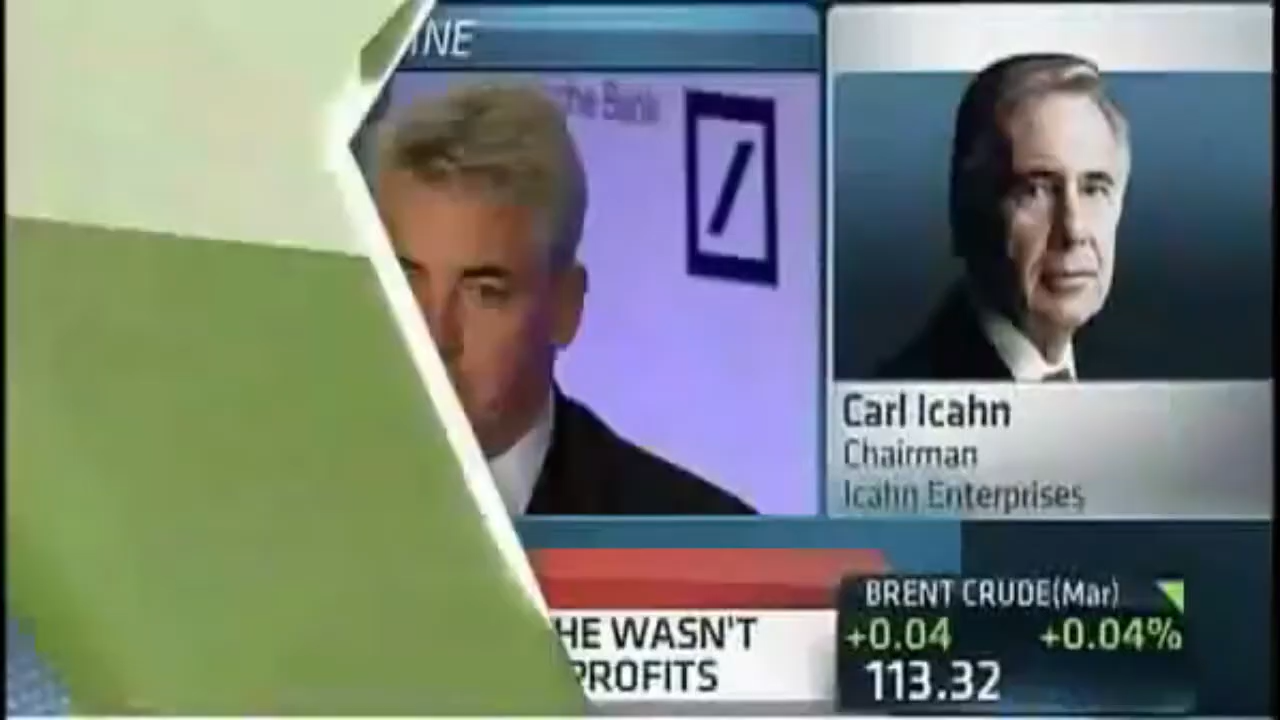 INE
che Bank
Carl Icahn
Chairman
Icahn Enterprises
HE WASN'T
PROFITS
BRENT CRUDE(Mar)
+0.04 +0.04%
113.32